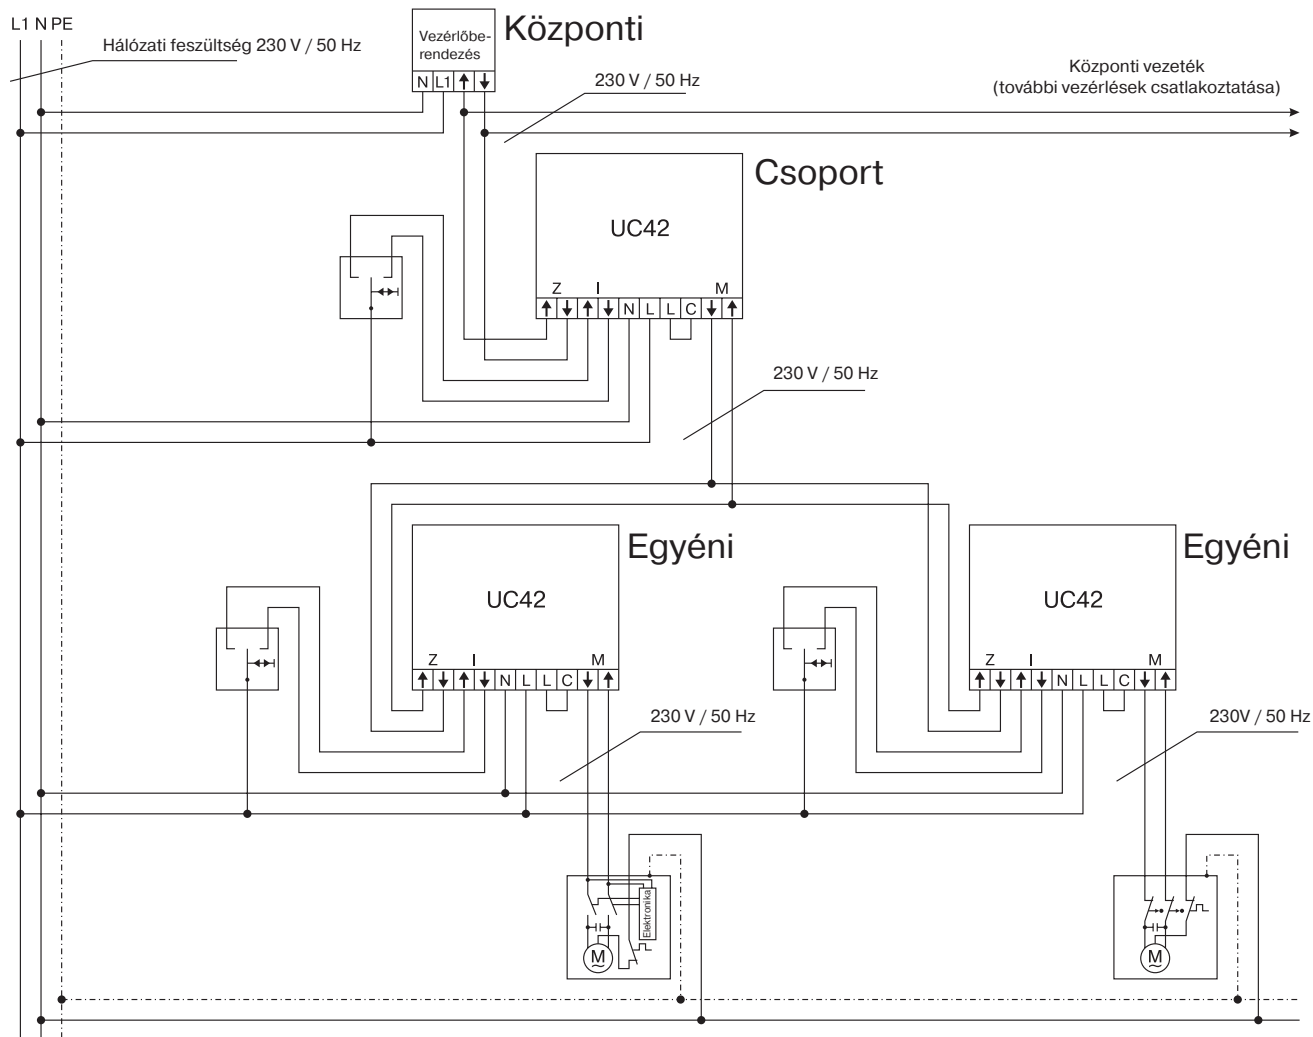 L1 N PE
Hálózati feszültség 230 V / 50 Hz
Vezérlőbe-
rendezés
Központi
N L1 ↑ ↓
230 V / 50 Hz
Központi vezeték
(további vezérlések csatlakoztatása)
Csoport
UC42
Z I M
↑ ↓ ↑ ↓ N L L C ↓ ↑
230 V / 50 Hz
Egyéni
UC42
Z I M
↑ ↓ ↑ ↓ N L L C ↓ ↑
230 V / 50 Hz
Egyéni
UC42
Z I M
↑ ↓ ↑ ↓ N L L C ↓ ↑
230V / 50 Hz
Elektronika
M
~
M
~